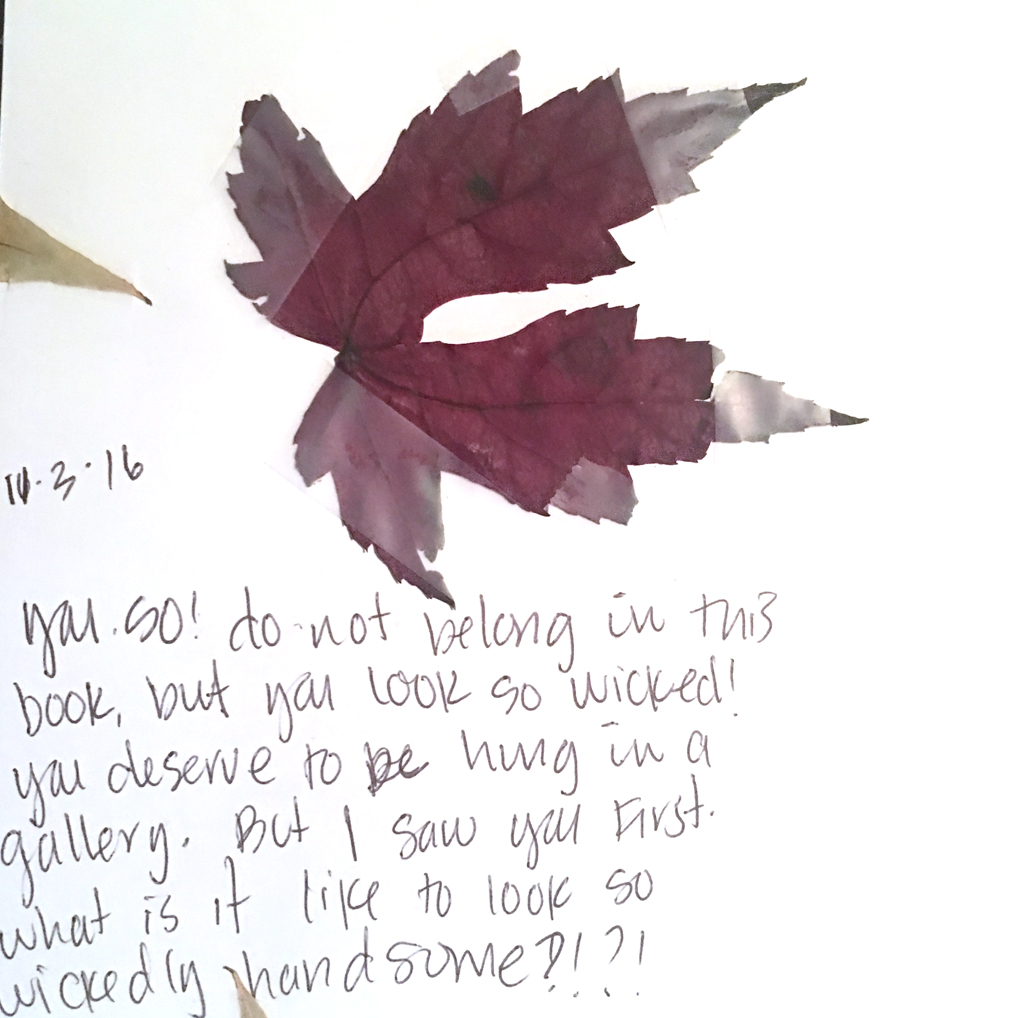 10.3.16
you. so! do not belong in this
book, but you look so wicked!
you deserve to be hung in a
gallery. But I saw you first.
what is it like to look so
wickedly handsome?!?!